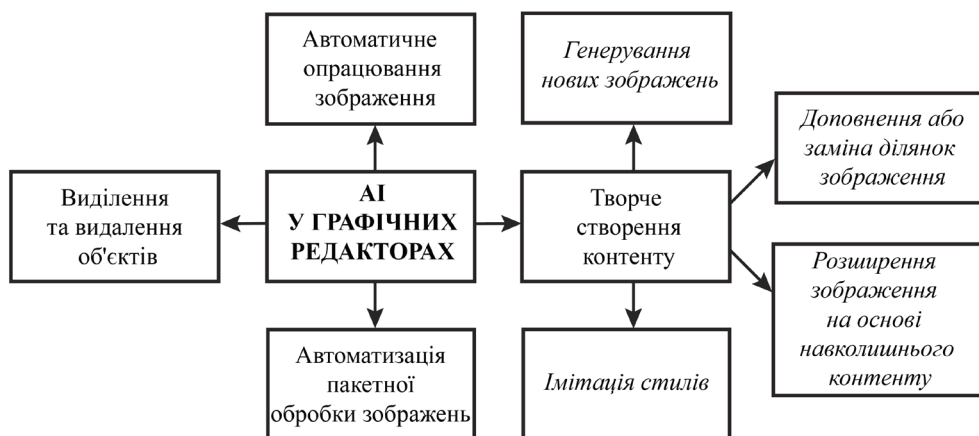 Автоматичне
опрацювання
зображення
Генерування
нових зображень
Доповнення або
заміна ділянок
зображення
Виділення
та видалення
об'єктів
АІ
У ГРАФІЧНИХ
РЕДАКТОРАХ
Творче
створення
контенту
Розширення
зображення
на основі
навколишнього
контенту
Автоматизація
пакетної
обробки зображень
Імітація стилів